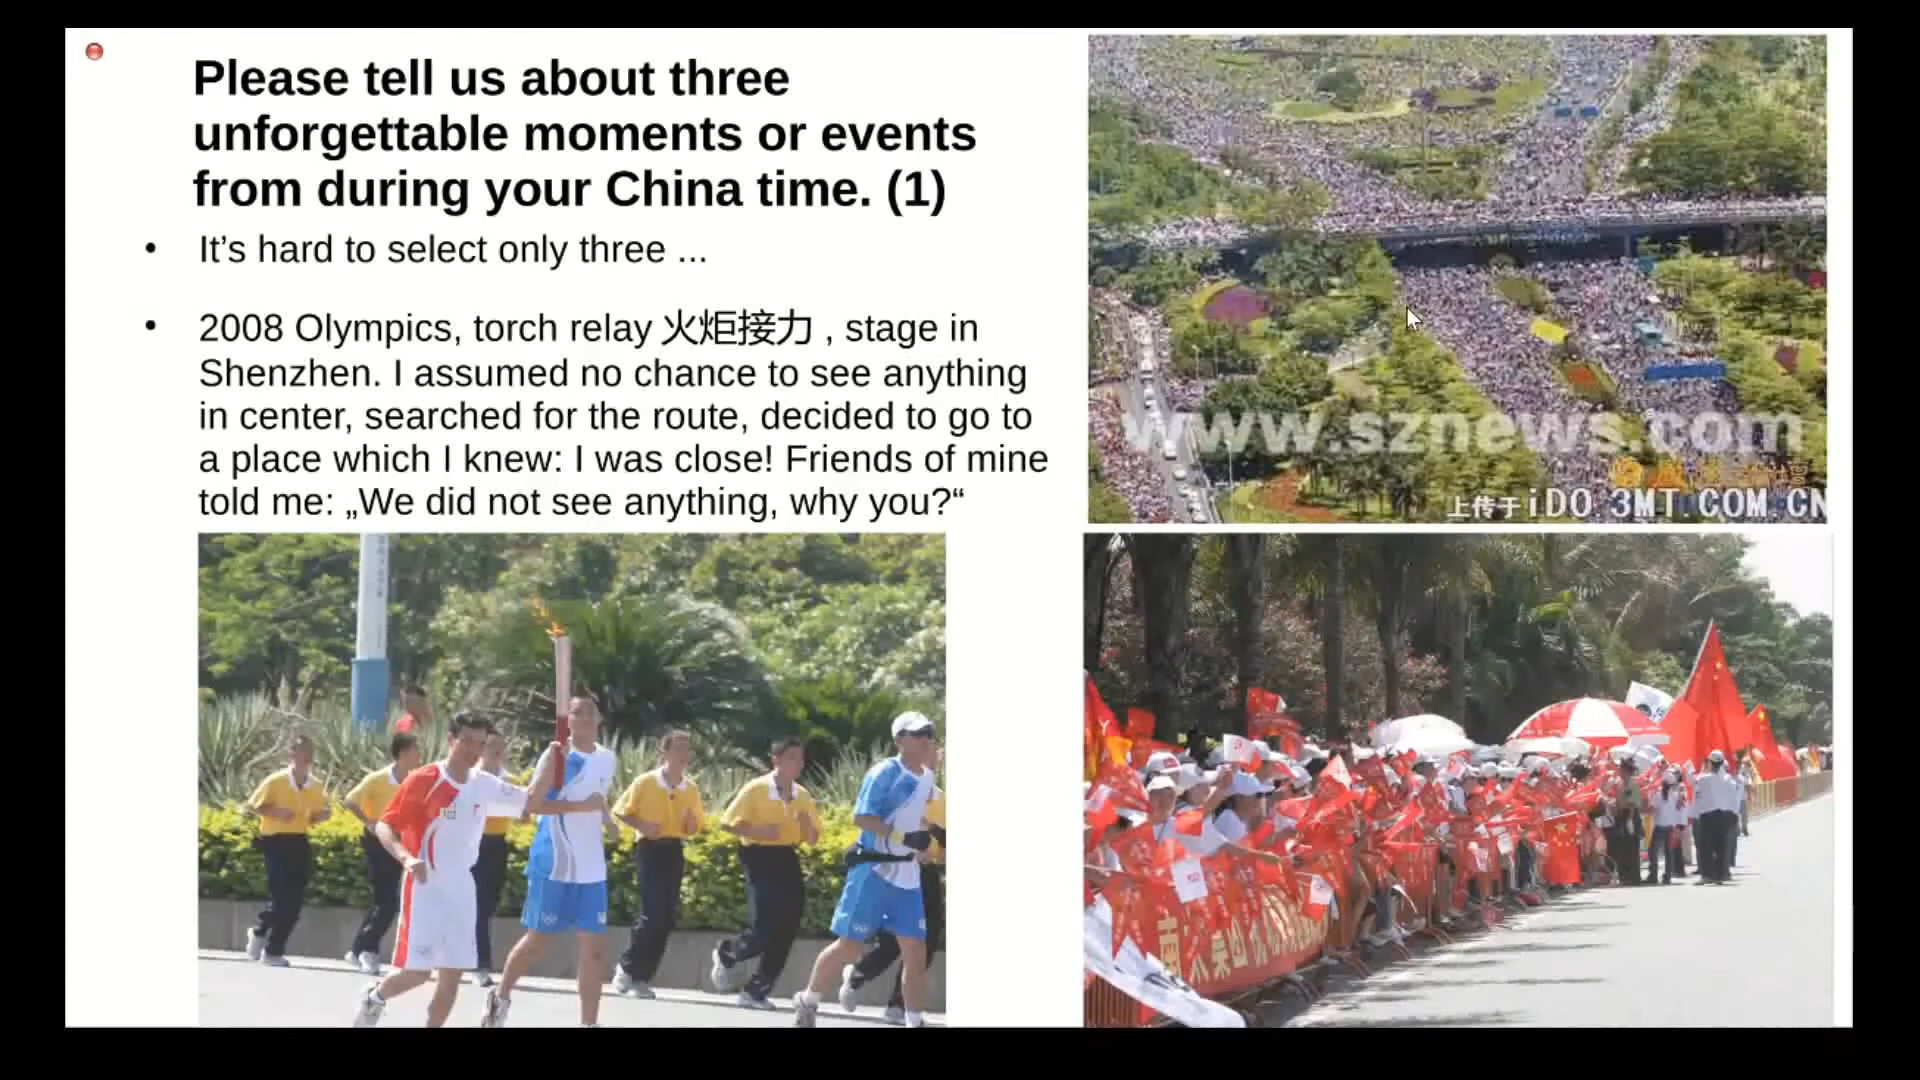 Please tell us about three
unforgettable moments or events
from during your China time. (1)
• It’s hard to select only three ...
• 2008 Olympics, torch relay 火炬接力 , stage in
Shenzhen. I assumed no chance to see anything
in center, searched for the route, decided to go to
a place which I knew: I was close! Friends of mine
told me: „We did not see anything, why you?“
www.sznews.com
上传于iDO.3MT.COM.CN